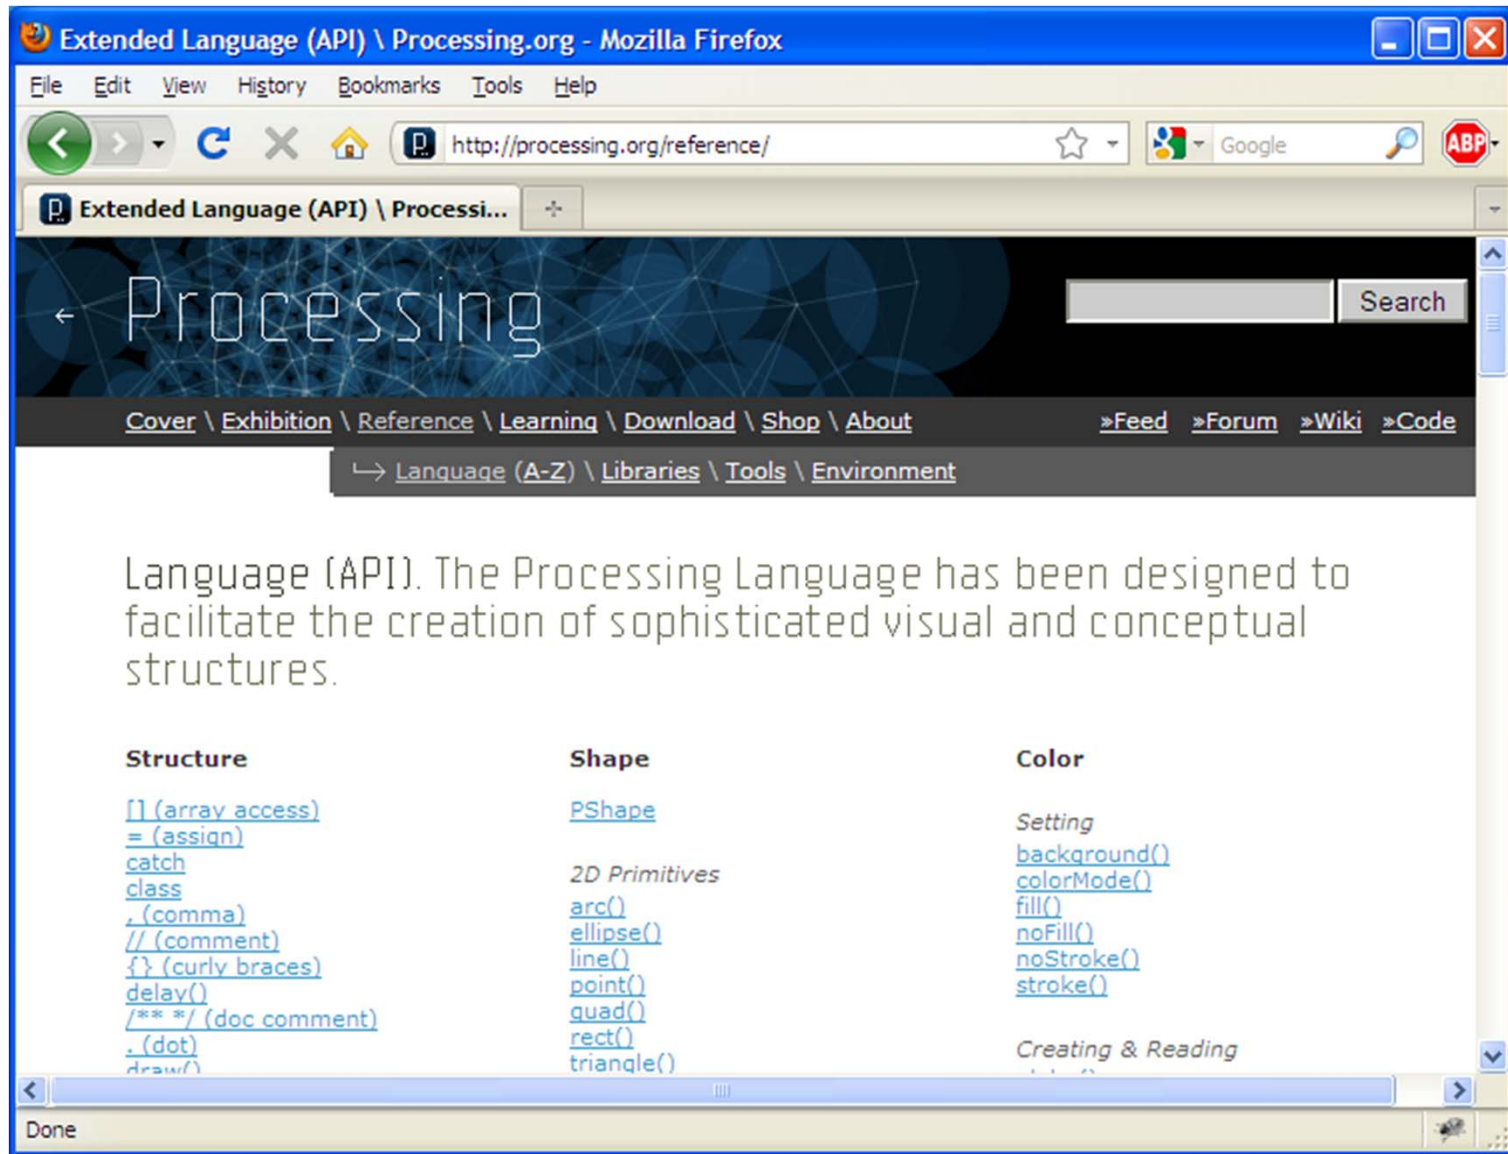 Extended Language (API) \ Processing.org - Mozilla Firefox
File Edit View History Bookmarks Tools Help
http://processing.org/reference/ Google ABP
Extended Language (API) \ Processi...
← Processing Search
Cover \ Exhibition \ Reference \ Learning \ Download \ Shop \ About »Feed »Forum »Wiki »Code
↳ Language (A-Z) \ Libraries \ Tools \ Environment
Language (API). The Processing Language has been designed to
facilitate the creation of sophisticated visual and conceptual
structures.
Structure
[] (array access)
= (assign)
catch
class
, (comma)
// (comment)
{} (curly braces)
delay()
/** */ (doc comment)
. (dot)
draw()
Shape
PShape
2D Primitives
arc()
ellipse()
line()
point()
quad()
rect()
triangle()
Color
Setting
background()
colorMode()
fill()
noFill()
noStroke()
stroke()
Creating & Reading
Done